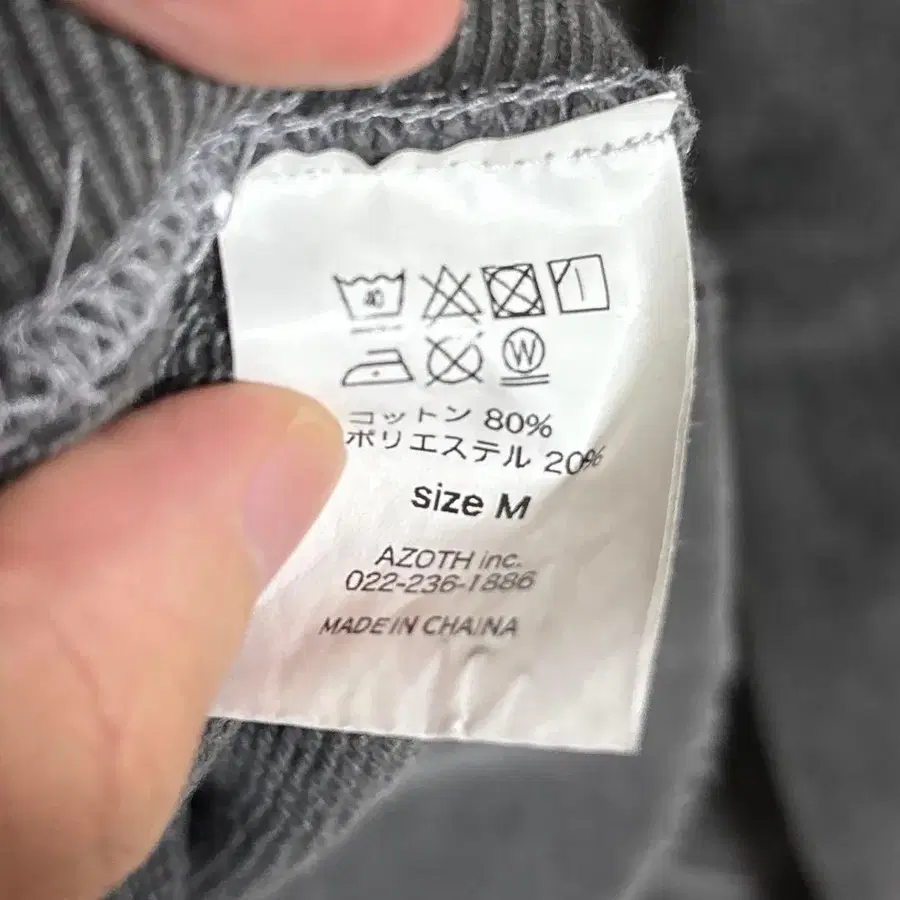 40
W
コットン 80%
ポリエステル 20%
size M
AZOTH inc.
022-236-1886
MADE IN CHAINA